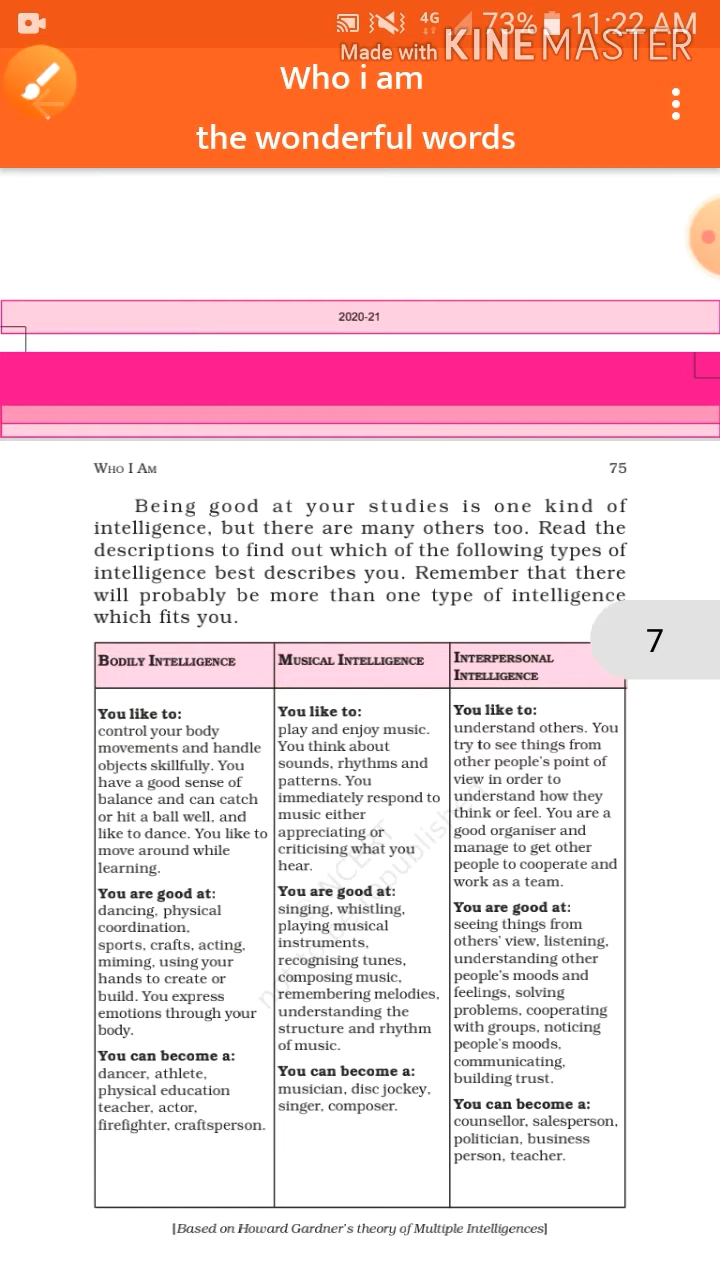 4G 73% 11:22 AM
Made with KINEMASTER
Who i am
the wonderful words
2020-21
WHO I AM 75
Being good at your studies is one kind of
intelligence, but there are many others too. Read the
descriptions to find out which of the following types of
intelligence best describes you. Remember that there
will probably be more than one type of intelligence
which fits you.
7
BODILY INTELLIGENCE
You like to:
control your body
movements and handle
objects skillfully. You
have a good sense of
balance and can catch
or hit a ball well, and
like to dance. You like to
move around while
learning.
You are good at:
dancing, physical
coordination,
sports, crafts, acting,
miming, using your
hands to create or
build. You express
emotions through your
body.
You can become a:
dancer, athlete,
physical education
teacher, actor,
firefighter, craftsperson.
MUSICAL INTELLIGENCE
You like to:
play and enjoy music.
You think about
sounds, rhythms and
patterns. You
immediately respond to
music either
appreciating or
criticising what you
hear.
You are good at:
singing, whistling,
playing musical
instruments,
recognising tunes,
composing music,
remembering melodies,
understanding the
structure and rhythm
of music.
You can become a:
musician, disc jockey,
singer, composer.
INTERPERSONAL
INTELLIGENCE
You like to:
understand others. You
try to see things from
other people's point of
view in order to
understand how they
think or feel. You are a
good organiser and
manage to get other
people to cooperate and
work as a team.
You are good at:
seeing things from
others' view, listening,
understanding other
people's moods and
feelings, solving
problems, cooperating
with groups, noticing
people's moods,
communicating,
building trust.
You can become a:
counsellor, salesperson,
politician, business
person, teacher.
[Based on Howard Gardner's theory of Multiple Intelligences]